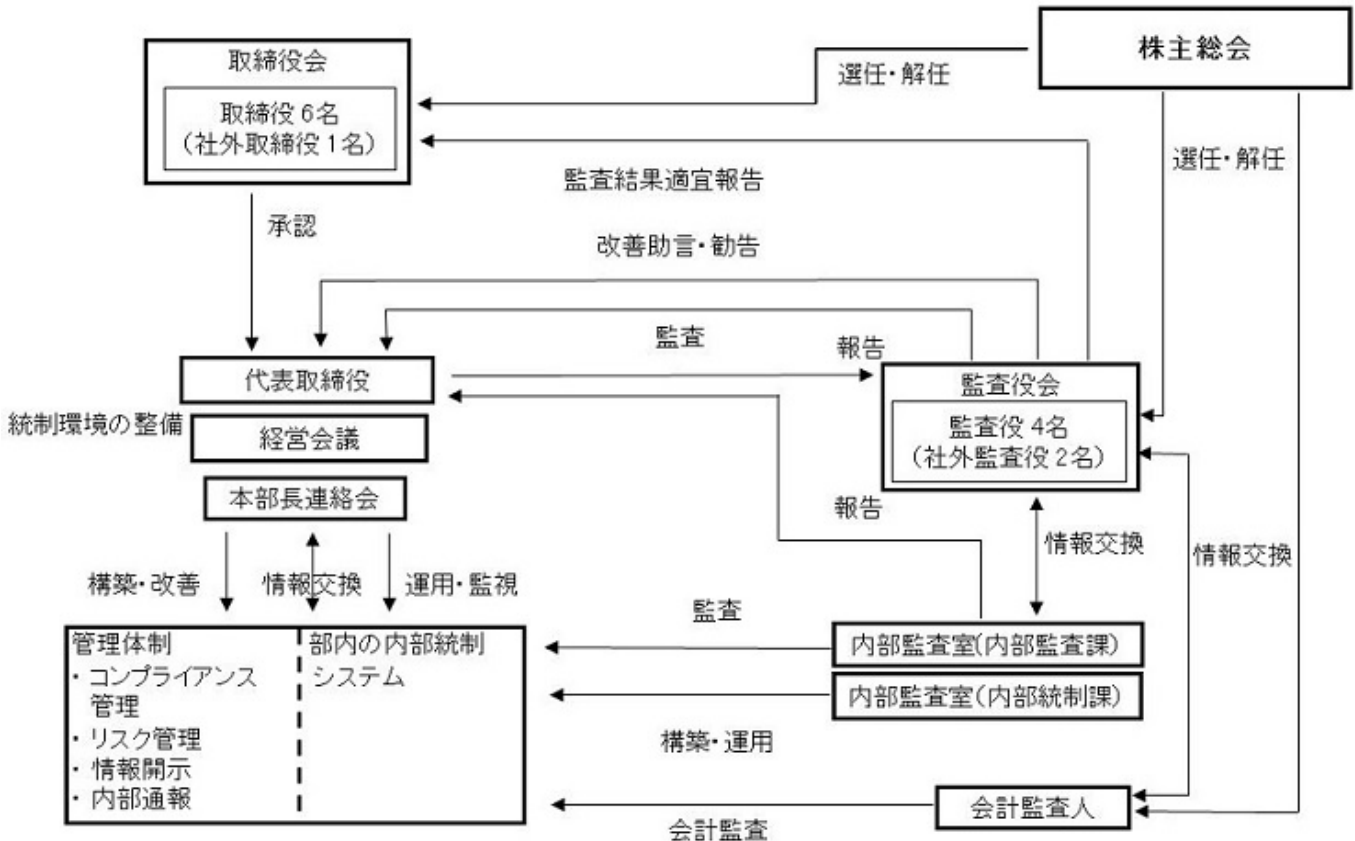 株主総会
取締役会
取締役 6名
(社外取締役 1名)
選任・解任
選任・解任
監査結果適宜報告
承認
改善助言・勧告
監査
報告
代表取締役
監査役会
統制環境の整備
経営会議
監査役 4名
(社外監査役 2名)
本部長連絡会
報告
情報交換
情報交換
構築・改善
情報交換
運用・監視
監査
管理体制
・コンプライアンス
管理
・リスク管理
・情報開示
・内部通報
部内の内部統制
システム
内部監査室(内部監査課)
内部監査室(内部統制課)
構築・運用
会計監査人
会計監査